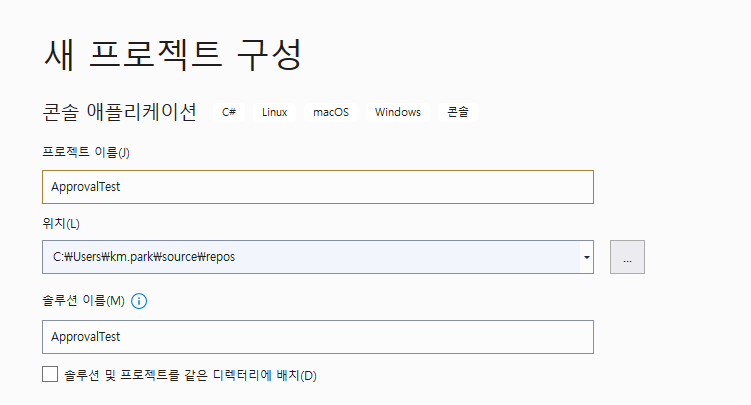 새 프로젝트 구성
콘솔 애플리케이션 C# Linux macOS Windows 콘솔
프로젝트 이름(J)
ApprovalTest
위치(L)
C:₩Users₩km.park₩source₩repos
...
솔루션 이름(M)
ApprovalTest
솔루션 및 프로젝트를 같은 디렉터리에 배치(D)